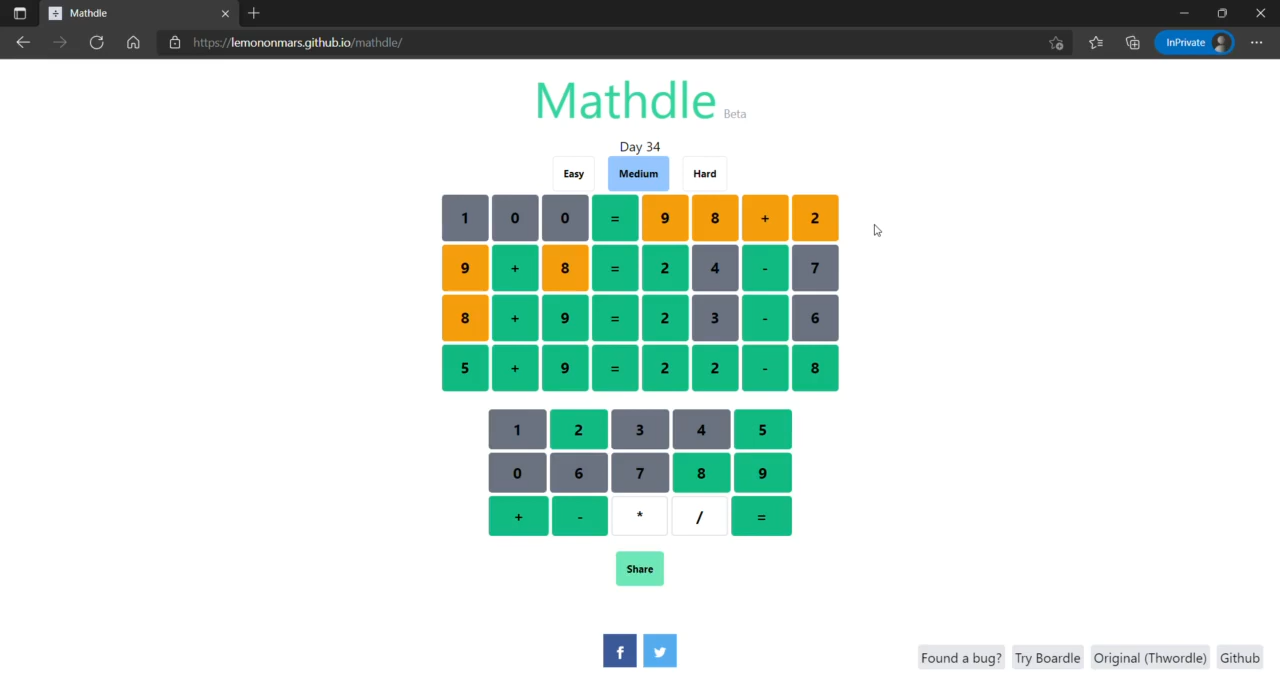 Mathdle
https://lemononmars.github.io/mathdle/
InPrivate
Mathdle Beta
Day 34
Easy Medium Hard
1 0 0 = 9 8 + 2
9 + 8 = 2 4 - 7
8 + 9 = 2 3 - 6
5 + 9 = 2 2 - 8
1 2 3 4 5
0 6 7 8 9
+ - * / =
Share
Found a bug? Try Boardle Original (Thwordle) Github